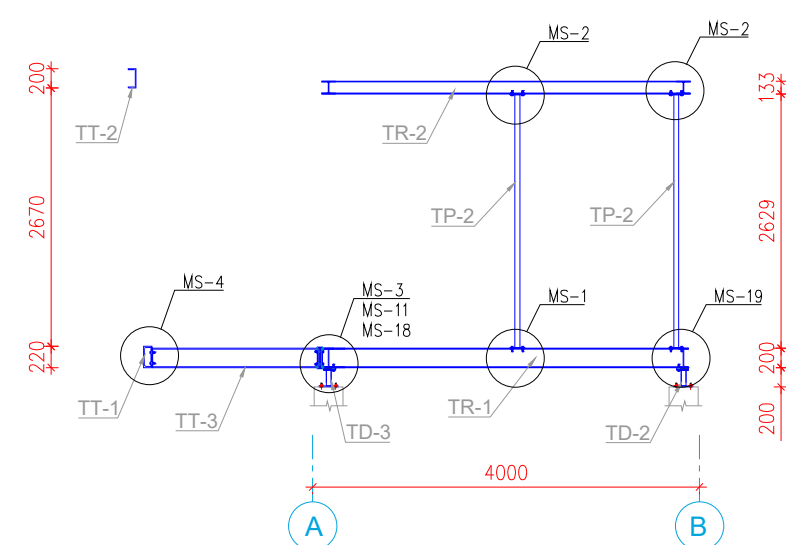 MS-2
MS-2
200
133
TT-2
TR-2
2670
2629
TP-2
TP-2
MS-4
MS-3
MS-11
MS-18
MS-1
MS-19
220
200
TT-1
TT-3
TD-3
TR-1
TD-2
200
4000
A
B